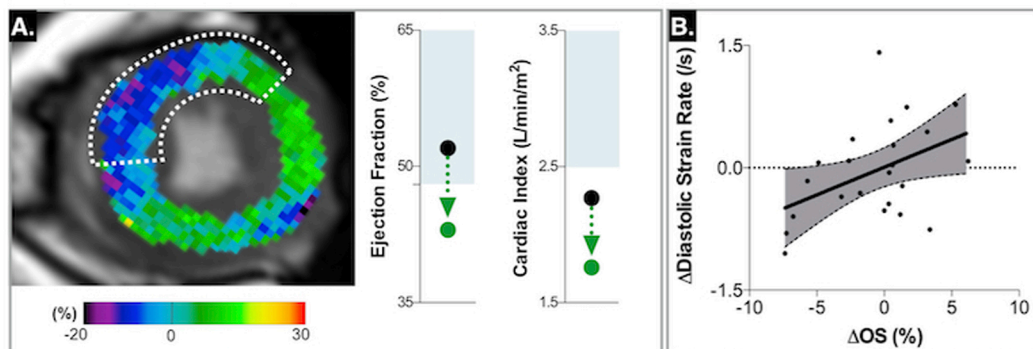 A.
65
50
35
Ejection Fraction (%)
3.5
2.5
1.5
Cardiac Index (L/min/m²)
(%)
-20 0 30
B.
1.5
0.0
-1.5
ΔDiastolic Strain Rate (/s)
-10 -5 0 5 10
ΔOS (%)